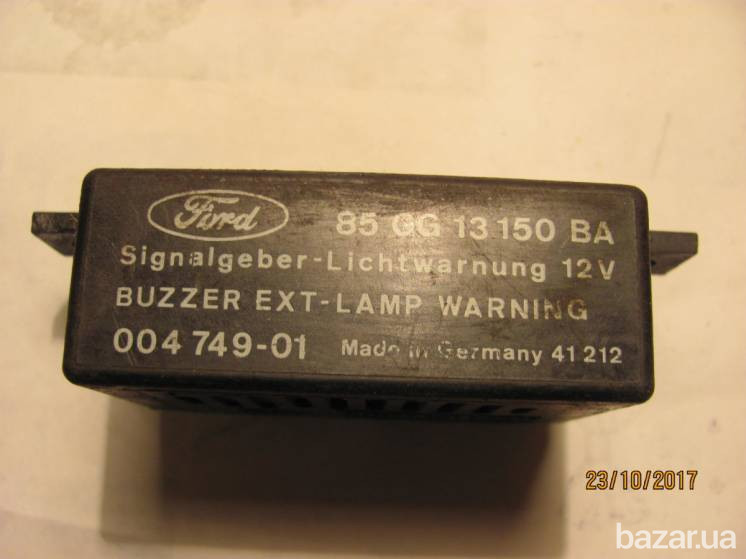 Ford 85 GG 13 150 BA
Signalgeber-Lichtwarnung 12V
BUZZER EXT-LAMP WARNING
004 749-01 Made in Germany 41 212
23/10/2017
bazar.ua